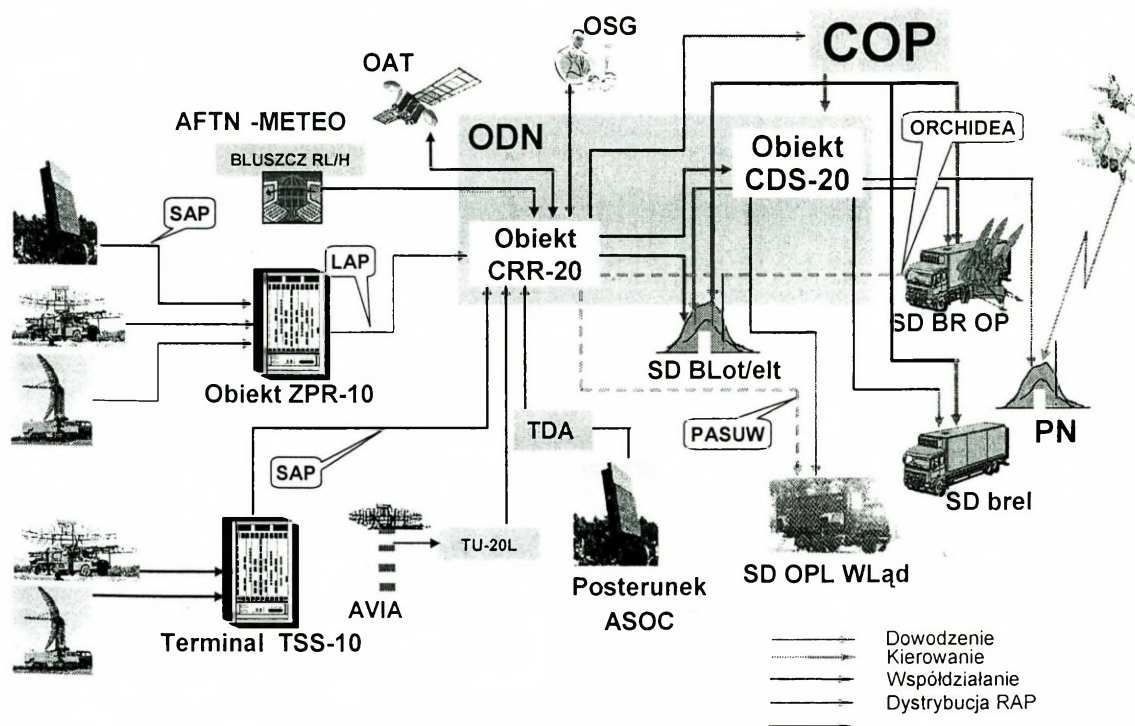 OSG
OAT
COP
AFTN -METEO
BLUSZCZ RL/H
ODN
ORCHIDEA
Obiekt
CDS-20
SAP
LAP
Obiekt
CRR-20
SD BR OP
SD BLot/elt
Obiekt ZPR-10
TDA
PASUW
PN
SAP
SD brel
TU-20L
SD OPL WLąd
Posterunek
ASOC
AVIA
Terminal TSS-10
Dowodzenie
Kierowanie
Współdziałanie
Dystrybucja RAP